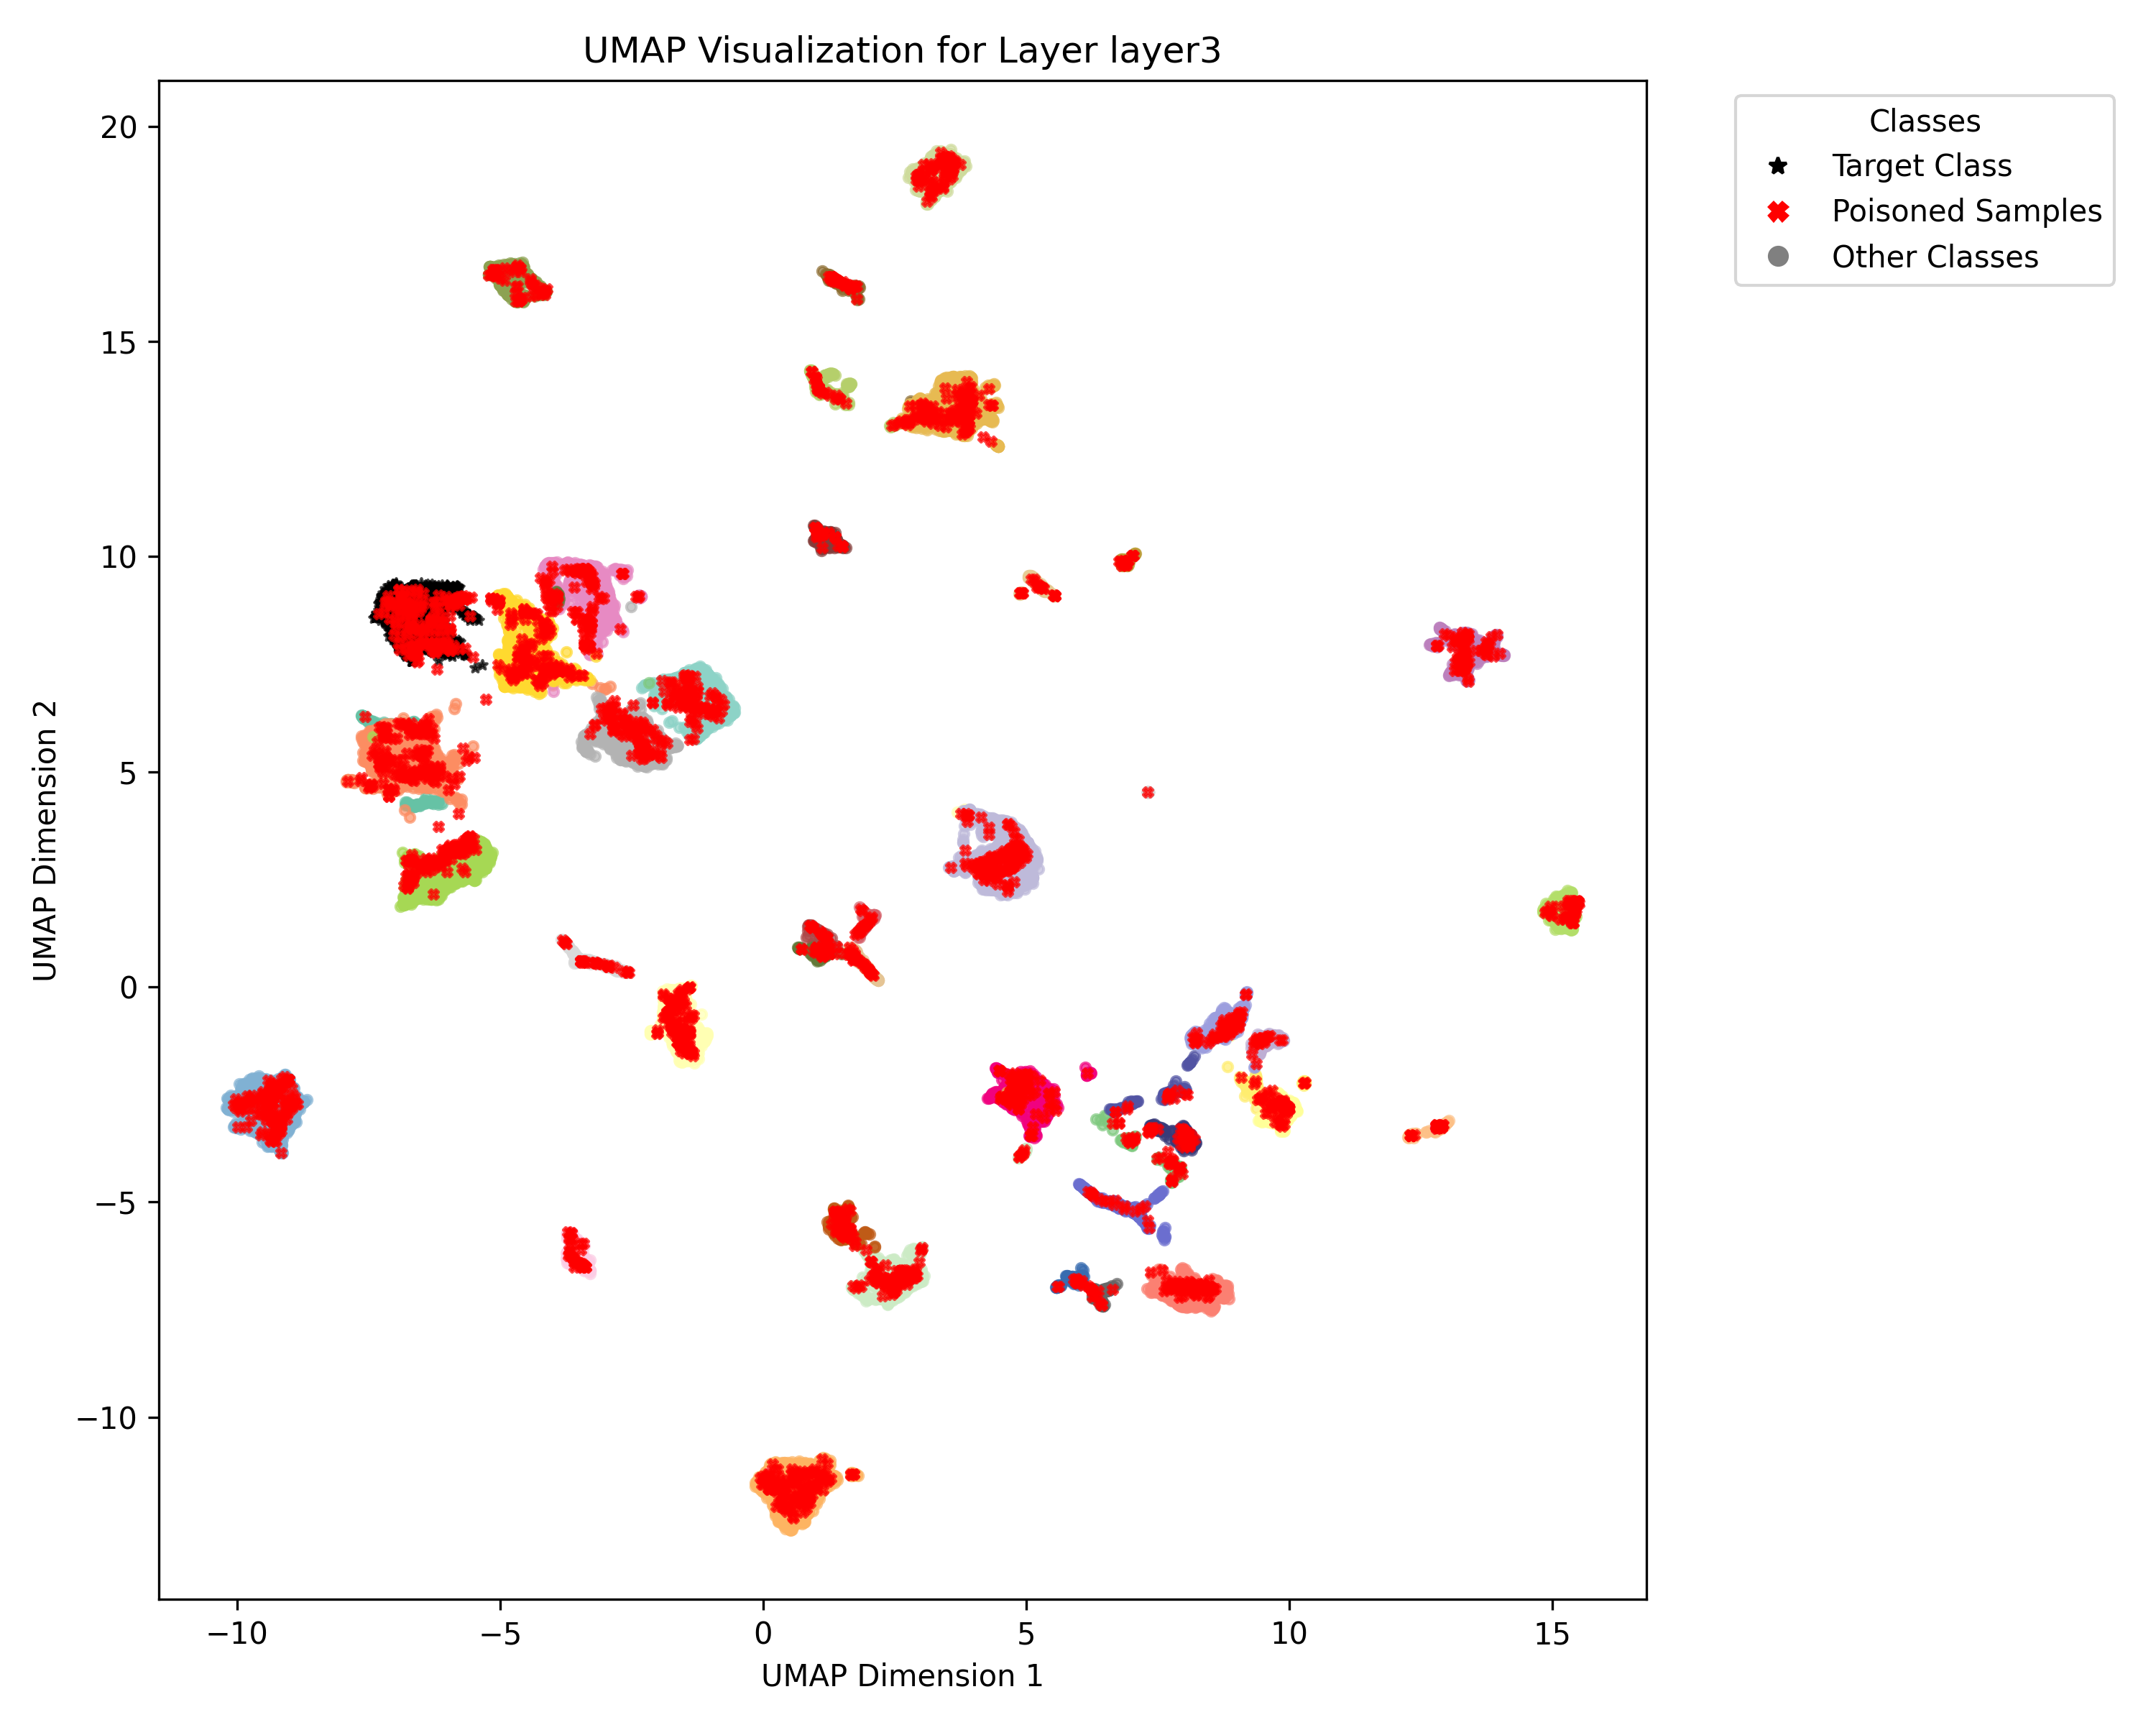 UMAP Visualization for Layer layer3
Classes
Target Class
Poisoned Samples
Other Classes
20
15
10
5
0
−5
−10
UMAP Dimension 2
−10
−5
0
5
10
15
UMAP Dimension 1